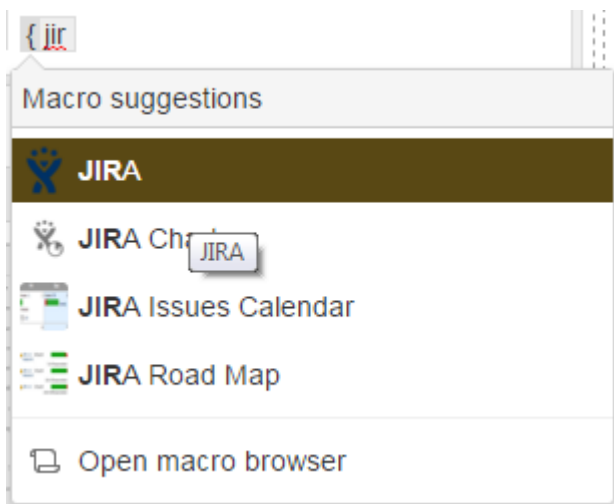 { jir
Macro suggestions
JIRA
JIRA
JIRA
JIRA Issues Calendar
JIRA Road Map
Open macro browser